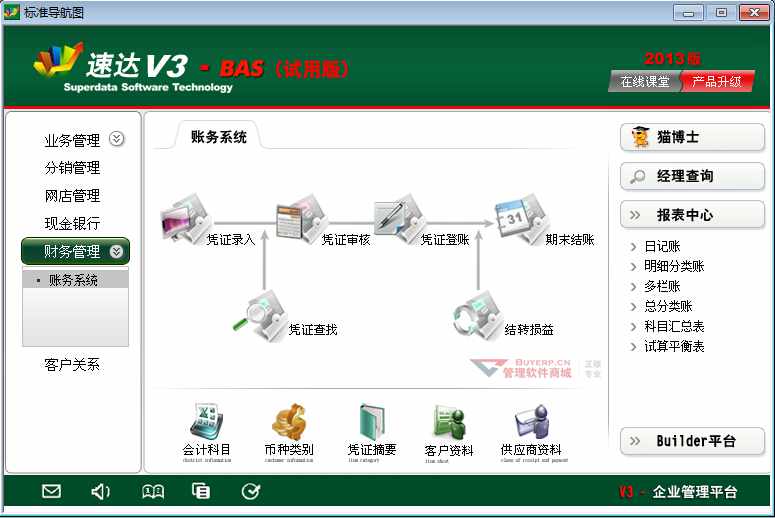 标准导航图
速达V3 - BAS（试用版）
Superdata Software Technology
2013版
在线课堂 产品升级
业务管理
分销管理
网店管理
现金银行
财务管理
账务系统
客户关系
账务系统
凭证录入 凭证审核 凭证登账 期末结账
31
凭证查找 结转损益
BUYERP.CN 正版
管理软件商城 专业
会计科目 币种类别 凭证摘要 客户资料 供应商资料
猫博士
经理查询
报表中心
日记账
明细分类账
多栏账
总分类账
科目汇总表
试算平衡表
Builder平台
V3 - 企业管理平台